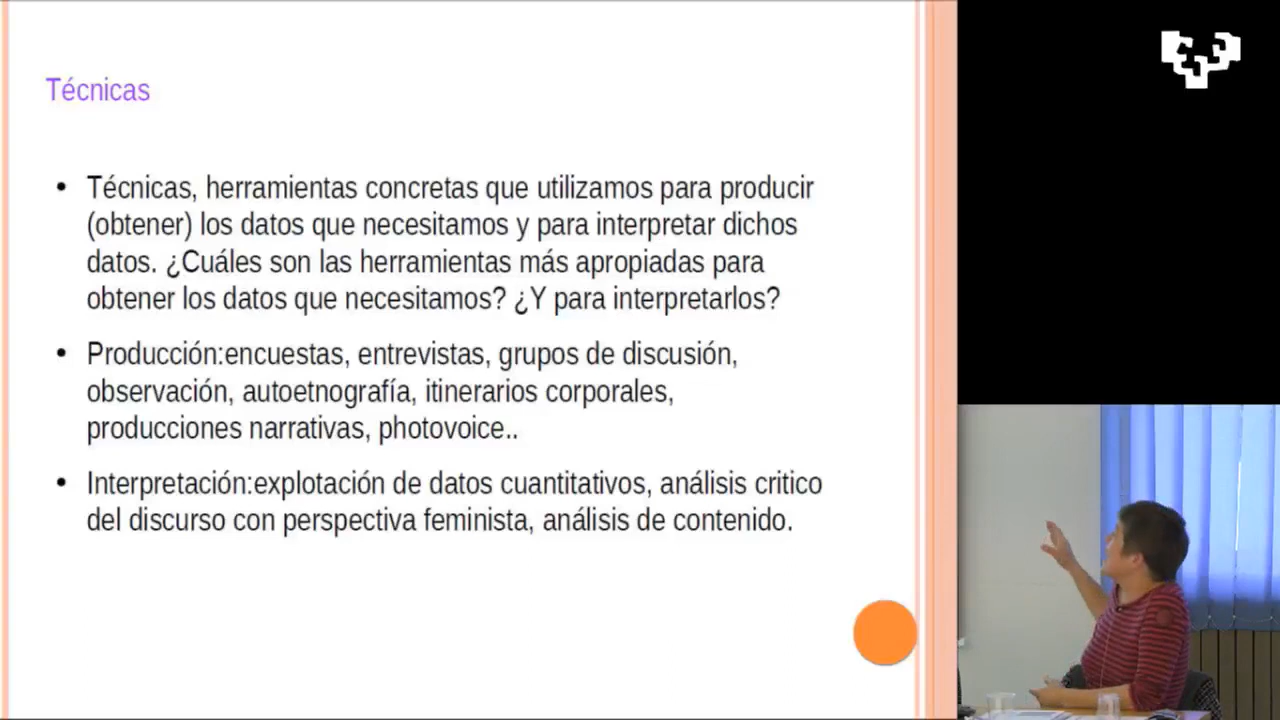 Técnicas
Técnicas, herramientas concretas que utilizamos para producir
(obtener) los datos que necesitamos y para interpretar dichos
datos. ¿Cuáles son las herramientas más apropiadas para
obtener los datos que necesitamos? ¿Y para interpretarlos?
Producción:encuestas, entrevistas, grupos de discusión,
observación, autoetnografía, itinerarios corporales,
producciones narrativas, photovoice..
Interpretación:explotación de datos cuantitativos, análisis critico
del discurso con perspectiva feminista, análisis de contenido.